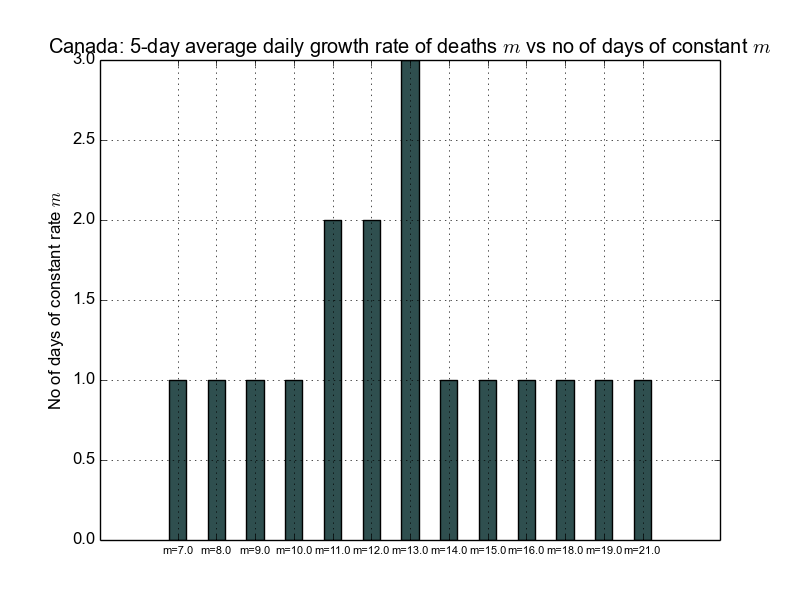 Canada: 5-day average daily growth rate of deaths m vs no of days of constant m
3.0
2.5
2.0
1.5
1.0
0.5
0.0
No of days of constant rate m
m=7.0 m=8.0 m=9.0 m=10.0 m=11.0 m=12.0 m=13.0 m=14.0 m=15.0 m=16.0 m=18.0 m=19.0 m=21.0